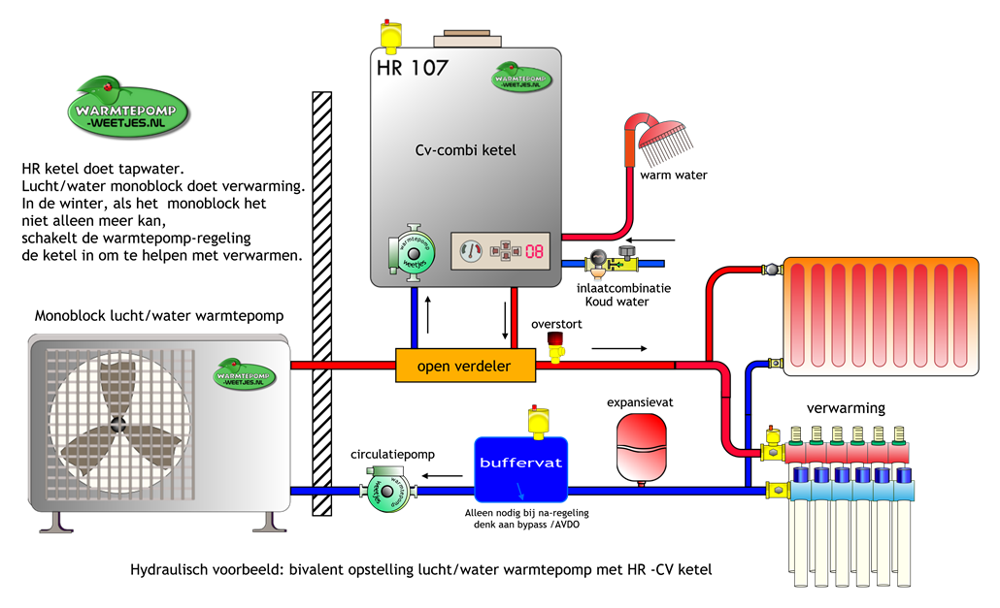 HR 107
WARMTEPOMP
-WEETJES.NL
WARMTEPOMP
-WEETJES.NL
Cv-combi ketel
HR ketel doet tapwater.
Lucht/water monoblock doet verwarming.
In de winter, als het monoblock het
niet alleen meer kan,
schakelt de warmtepomp-regeling
de ketel in om te helpen met verwarmen.
warm water
warmtepomp
weetjes
08
inlaatcombinatie
Koud water
Monoblock lucht/water warmtepomp
overstort
open verdeler
WARMTEPOMP
-WEETJES.NL
expansievat
verwarming
circulatiepomp
buffervat
warmtepomp
weetjes
Alleen nodig bij na-regeling
denk aan bypass /AVDO
Hydraulisch voorbeeld: bivalent opstelling lucht/water warmtepomp met HR -CV ketel